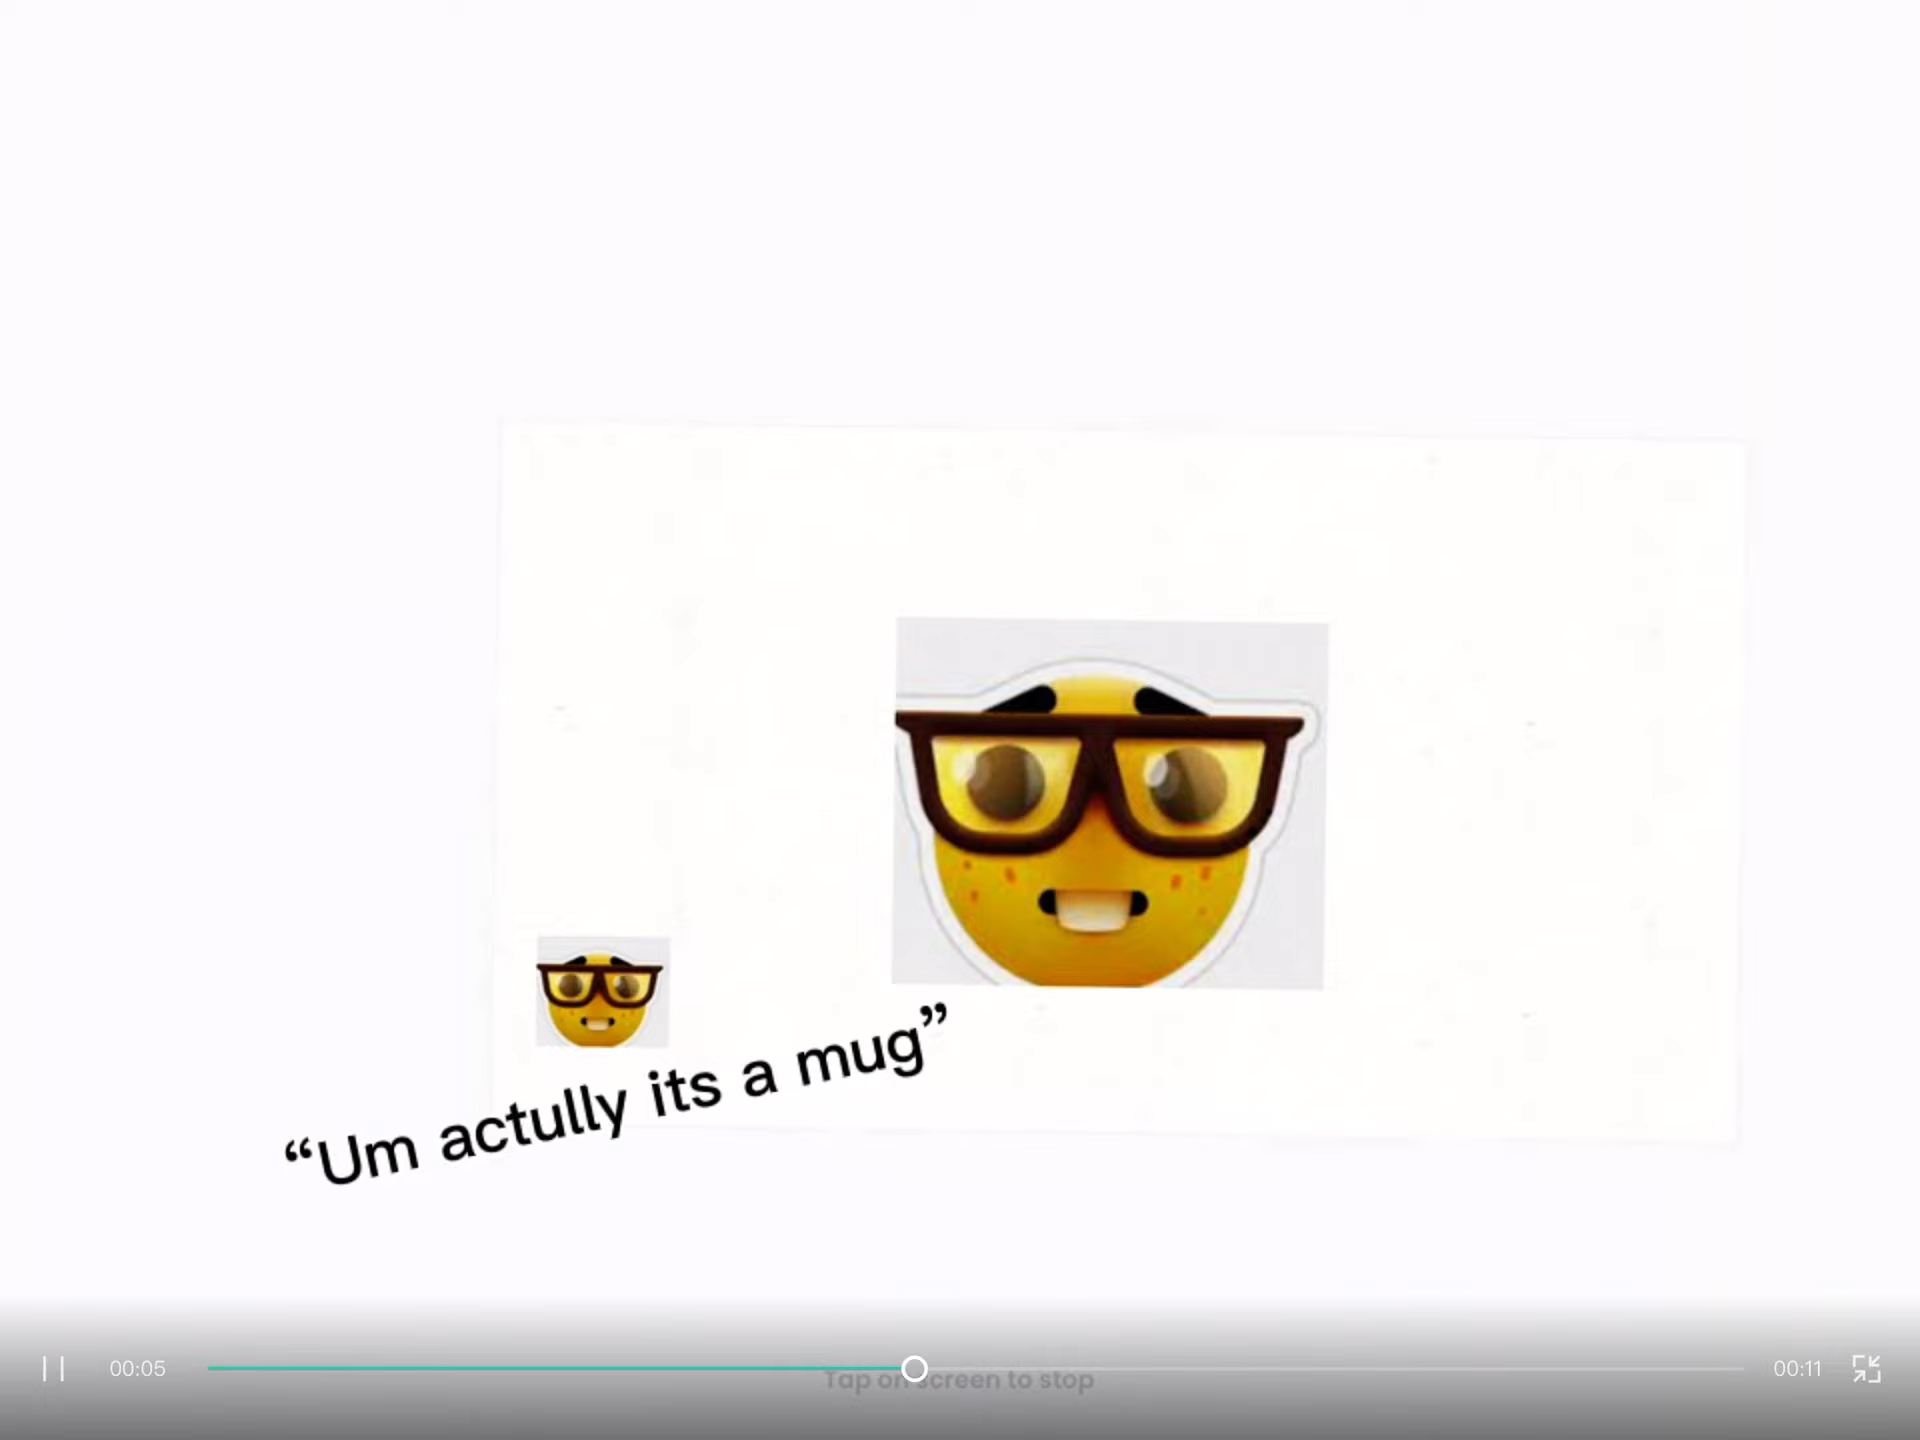 “Um actully its a mug”
00:05
Tap on screen to stop
00:11